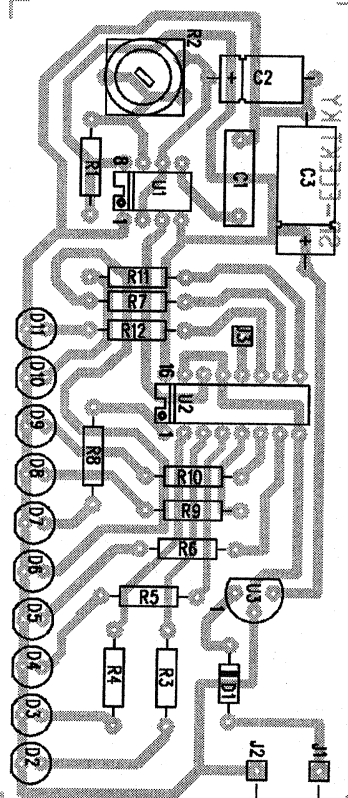 R2
C2
R1
8
U1
1
C1
C3
R11
R7
R12
J3
D11
D10
D9
D8
D7
D6
D5
D4
D3
D2
16
U2
1
R8
R10
R9
R6
R5
U3
1
R4
R3
D1
J2
J1